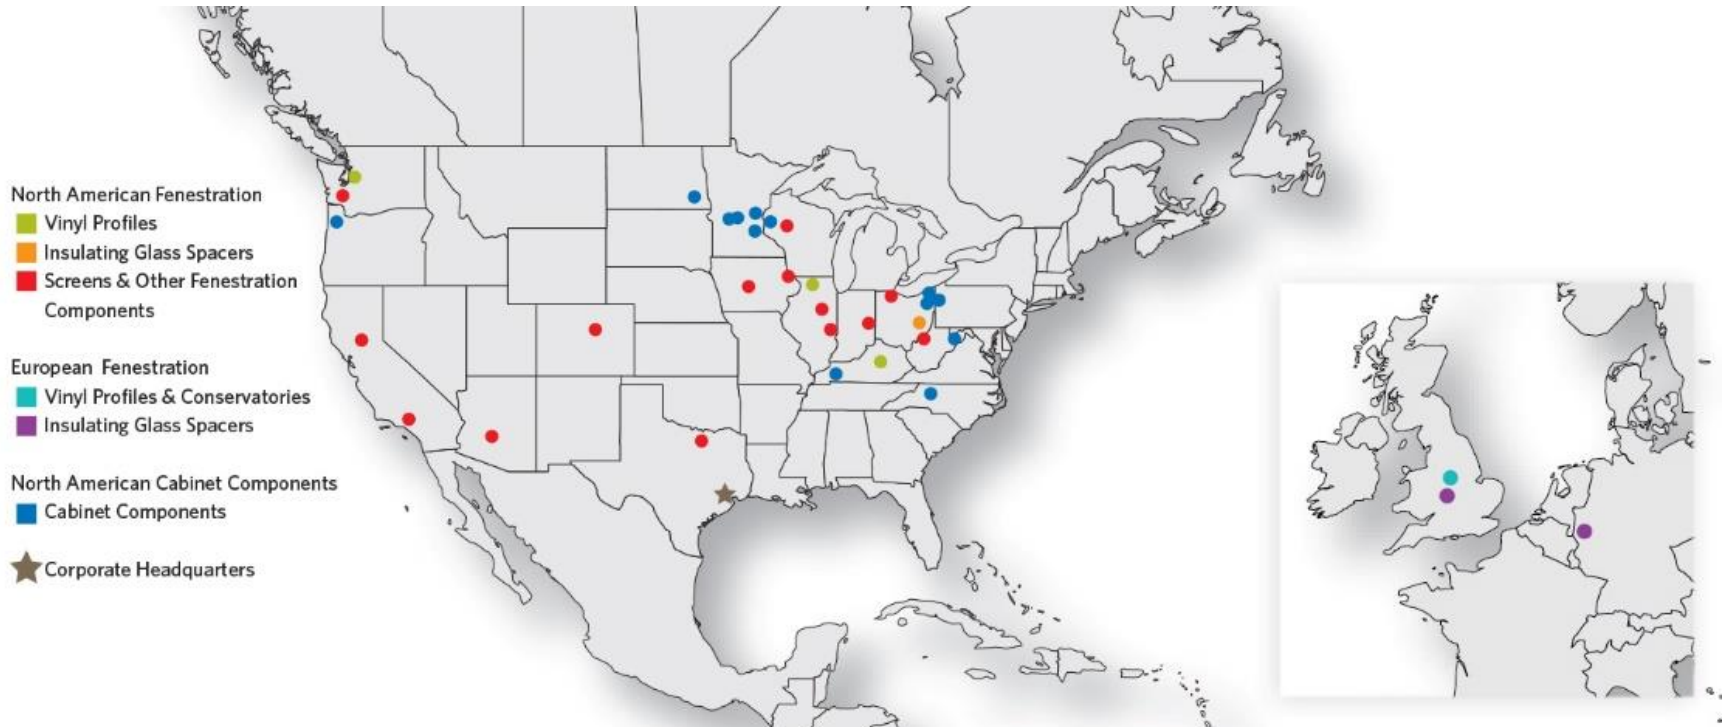 North American Fenestration
Vinyl Profiles
Insulating Glass Spacers
Screens & Other Fenestration
Components
European Fenestration
Vinyl Profiles & Conservatories
Insulating Glass Spacers
North American Cabinet Components
Cabinet Components
Corporate Headquarters